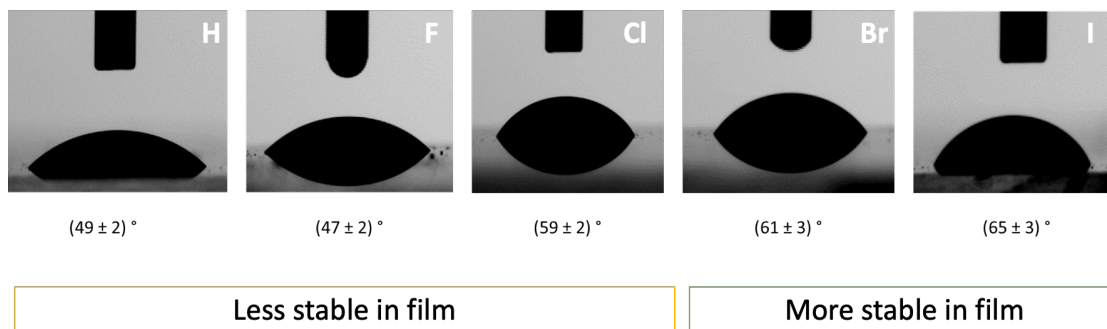 H F Cl Br I
(49 ± 2) ° (47 ± 2) ° (59 ± 2) ° (61 ± 3) ° (65 ± 3) °
Less stable in film More stable in film